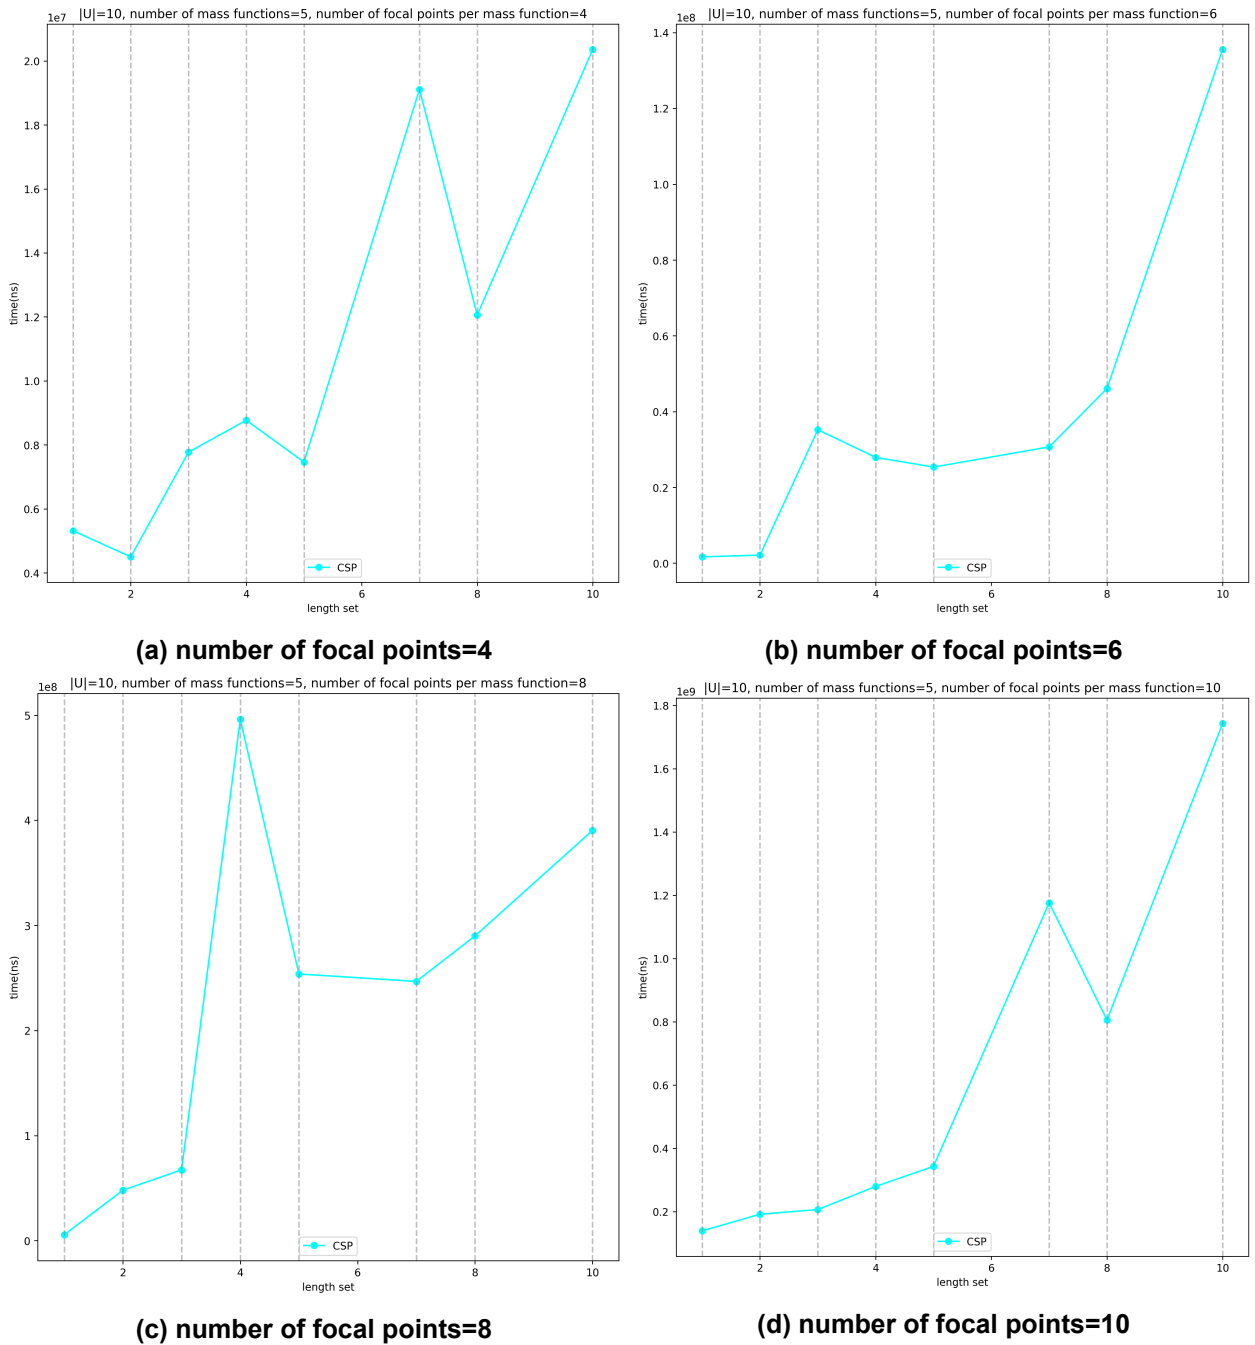 |U|=10, number of mass functions=5, number of focal points per mass function=4
1e7
2.0
1.8
1.6
1.4
1.2
1.0
0.8
0.6
0.4
time(ns)
2
4
6
8
10
length set
CSP
(a) number of focal points=4
|U|=10, number of mass functions=5, number of focal points per mass function=6
1e8
1.4
1.2
1.0
0.8
0.6
0.4
0.2
0.0
time(ns)
2
4
6
8
10
length set
CSP
(b) number of focal points=6
|U|=10, number of mass functions=5, number of focal points per mass function=8
1e8
5
4
3
2
1
0
time(ns)
2
4
6
8
10
length set
CSP
(c) number of focal points=8
|U|=10, number of mass functions=5, number of focal points per mass function=10
1e9
1.8
1.6
1.4
1.2
1.0
0.8
0.6
0.4
0.2
time(ns)
2
4
6
8
10
length set
CSP
(d) number of focal points=10